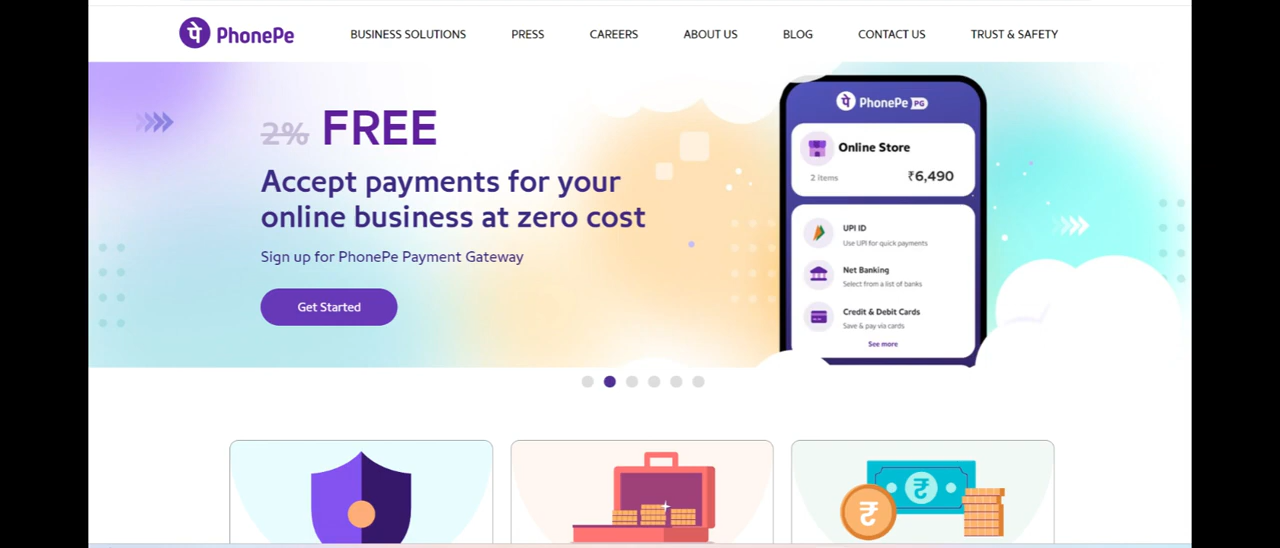 पे PhonePe
BUSINESS SOLUTIONS PRESS CAREERS ABOUT US BLOG CONTACT US TRUST & SAFETY
2% FREE
Accept payments for your
online business at zero cost
Sign up for PhonePe Payment Gateway
Get Started
पे PhonePe PG
Online Store
2 items ₹6,490
UPI ID
Use UPI for quick payments
Net Banking
Select from a list of banks
Credit & Debit Cards
Save & pay via cards
See more
₹
₹